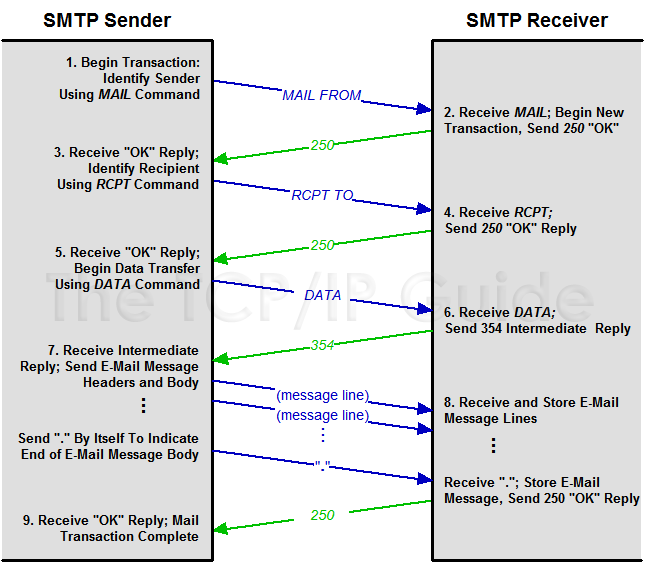 SMTP Sender
SMTP Receiver
1. Begin Transaction:
Identify Sender
Using MAIL Command
MAIL FROM
2. Receive MAIL; Begin New
Transaction, Send 250 "OK"
250
3. Receive "OK" Reply;
Identify Recipient
Using RCPT Command
RCPT TO
4. Receive RCPT;
Send 250 "OK" Reply
250
5. Receive "OK" Reply;
Begin Data Transfer
Using DATA Command
The TCP/IP Guide
DATA
6. Receive DATA;
Send 354 Intermediate Reply
354
7. Receive Intermediate
Reply; Send E-Mail Message
Headers and Body
(message line)
(message line)
8. Receive and Store E-Mail
Message Lines
Send "." By Itself To Indicate
End of E-Mail Message Body
"."
Receive "."; Store E-Mail
Message, Send 250 "OK" Reply
250
9. Receive "OK" Reply; Mail
Transaction Complete